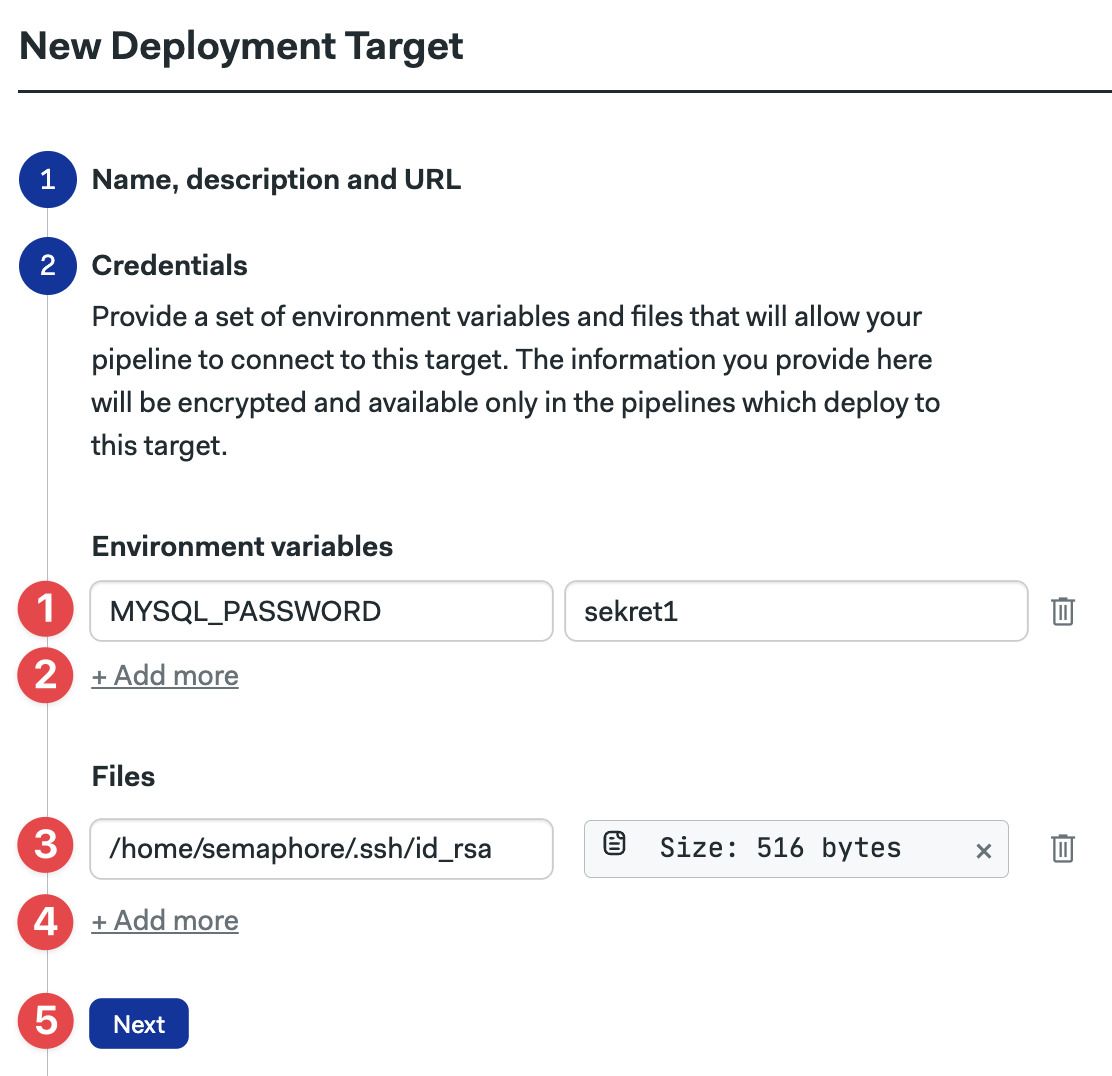 New Deployment Target
1 Name, description and URL
2 Credentials
Provide a set of environment variables and files that will allow your
pipeline to connect to this target. The information you provide here
will be encrypted and available only in the pipelines which deploy to
this target.
Environment variables
1 MYSQL_PASSWORD sekret1
2 + Add more
Files
3 /home/semaphore/.ssh/id_rsa Size: 516 bytes ×
4 + Add more
5 Next